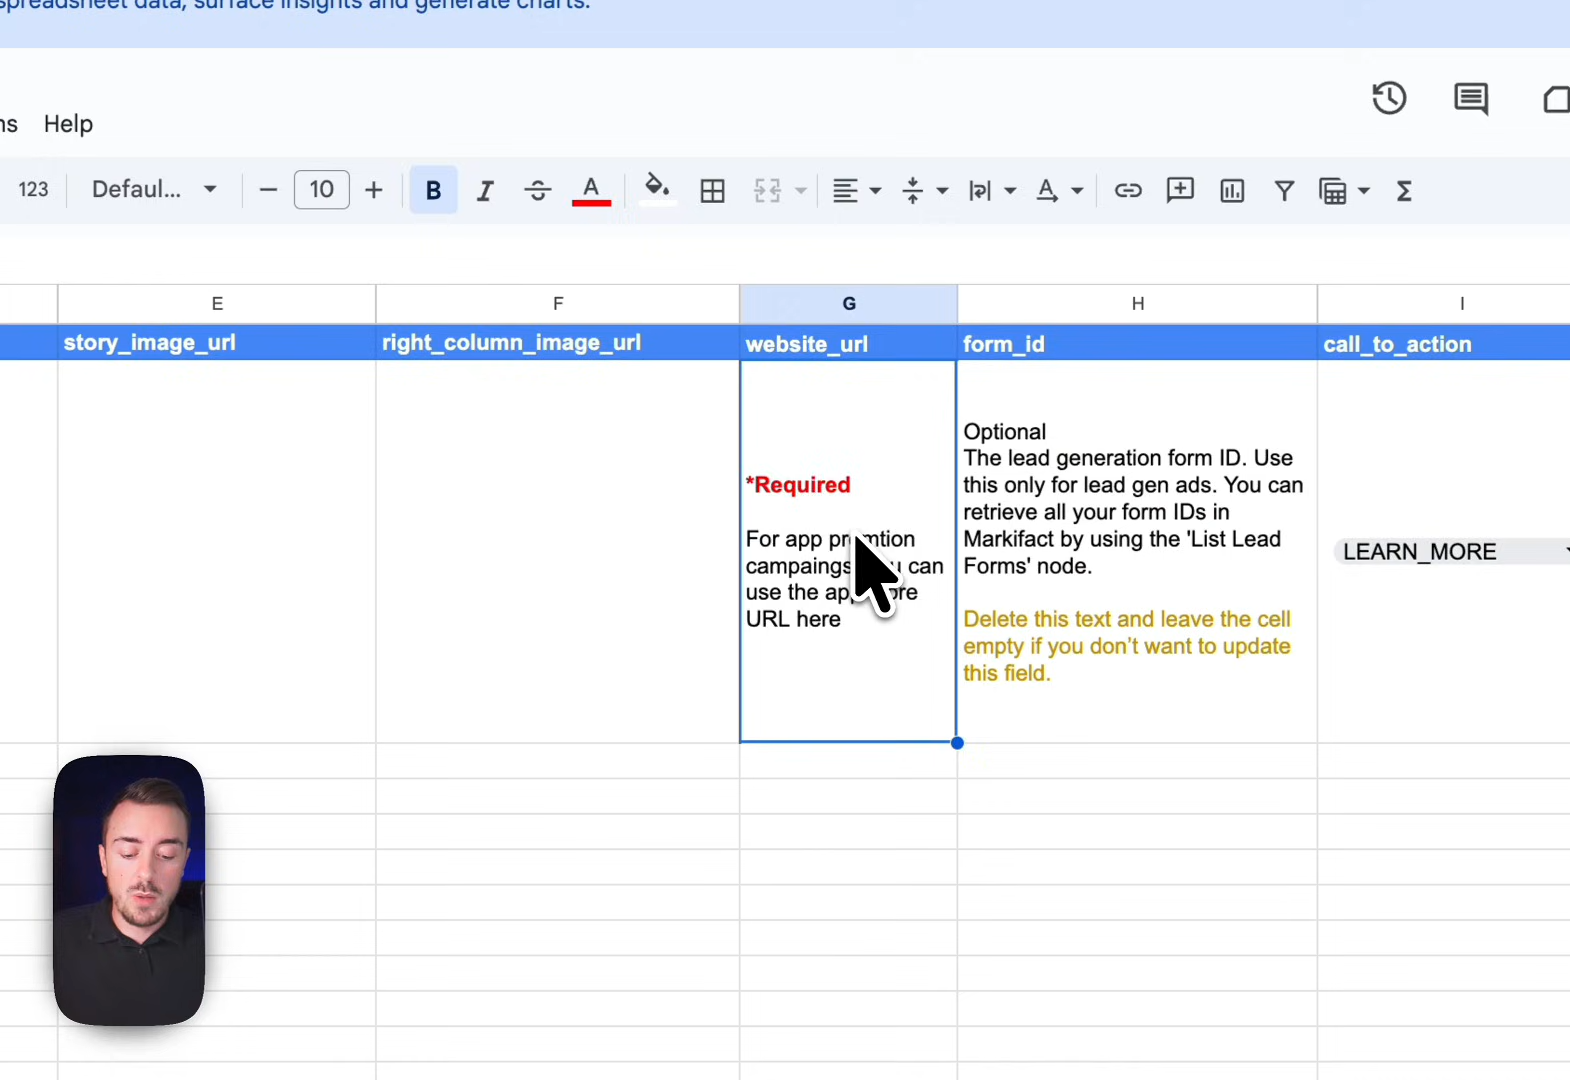 spreadsheet data, surface insights and generate charts.
ns Help
123 Defaul... 10 B I S A
E F G H I
story_image_url right_column_image_url website_url form_id call_to_action
*Required
For app
campaings can
use the
URL here
Optional
The lead generation form ID. Use
this only for lead gen ads. You can
retrieve all your form IDs in
Markifact by using the 'List Lead
Forms' node.
Delete this text and leave the cell
empty if you don't want to update
this field.
LEARN_MORE